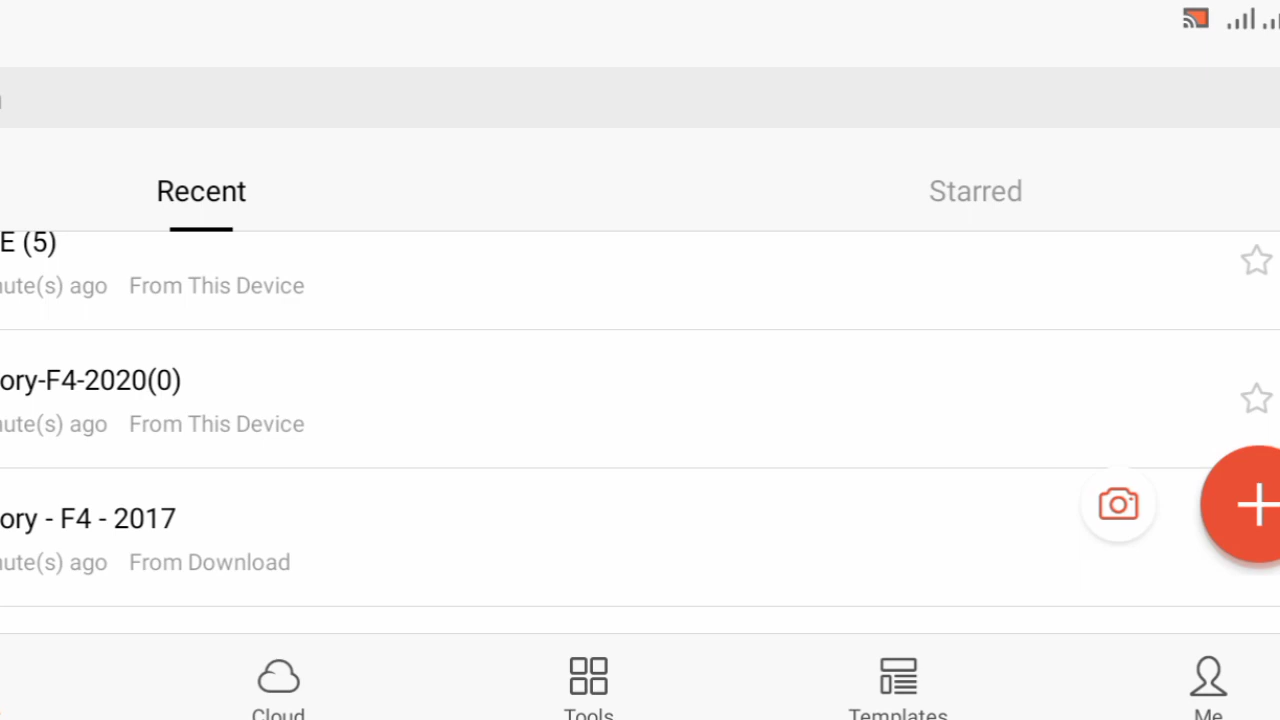 Recent
Starred
E (5)
ute(s) ago From This Device
ory-F4-2020(0)
ute(s) ago From This Device
ory - F4 - 2017
ute(s) ago From Download
Cloud
Tools
Templates
Me